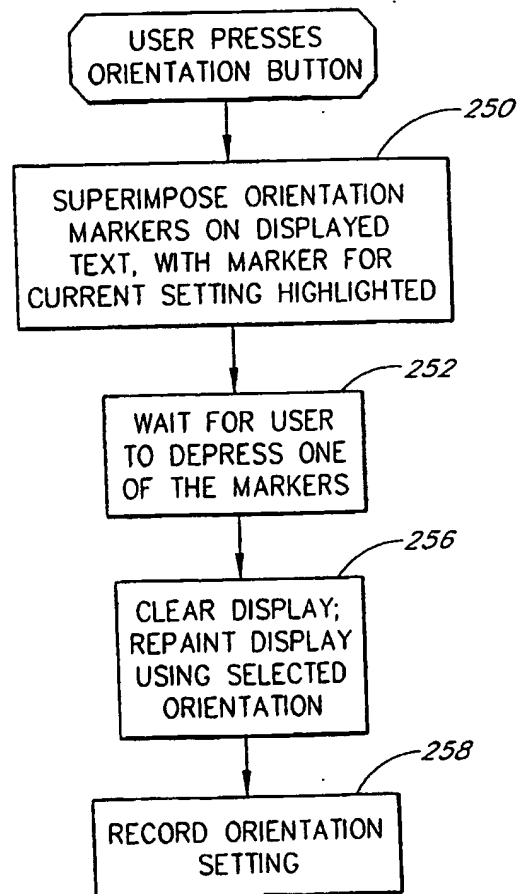 USER PRESSES
ORIENTATION BUTTON
250
SUPERIMPOSE ORIENTATION
MARKERS ON DISPLAYED
TEXT, WITH MARKER FOR
CURRENT SETTING HIGHLIGHTED
252
WAIT FOR USER
TO DEPRESS ONE
OF THE MARKERS
256
CLEAR DISPLAY;
REPAINT DISPLAY
USING SELECTED
ORIENTATION
258
RECORD ORIENTATION
SETTING